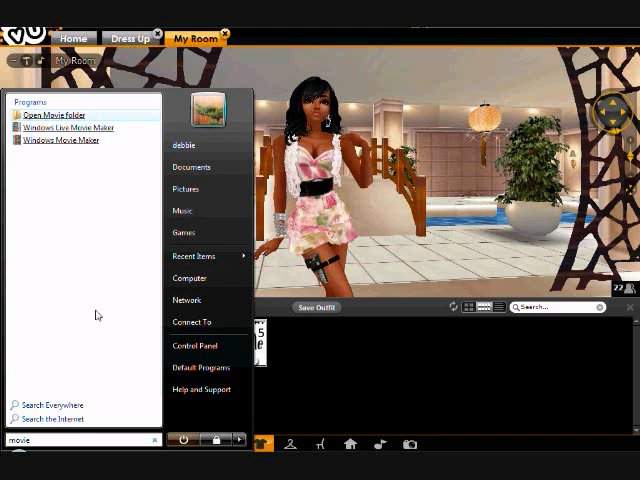 Home
Dress Up
My Room
T
My Room
Programs
Open Movie folder
Windows Live Movie Maker
Windows Movie Maker
debbie
Documents
Pictures
Music
Games
Recent Items
Computer
Network
Connect To
Control Panel
Default Programs
Help and Support
Search Everywhere
Search the Internet
movie
22
Save Outfit
Search...